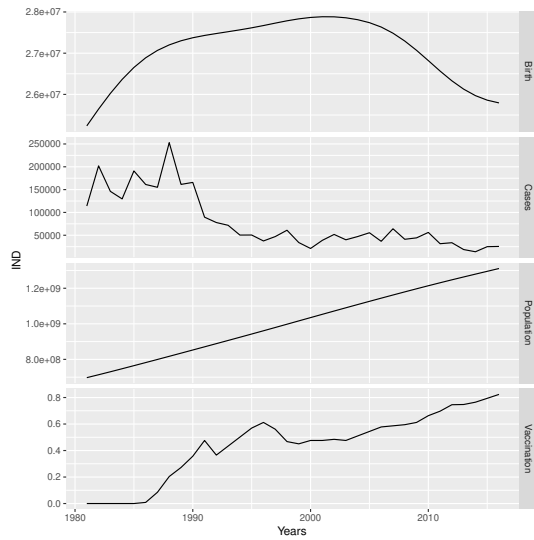 2.8e+07
2.7e+07
2.6e+07
Birth
250000
200000
150000
100000
50000
Cases
1.2e+09
1.0e+09
8.0e+08
Population
0.8
0.6
0.4
0.2
0.0
Vaccination
IND
1980 1990 2000 2010
Years